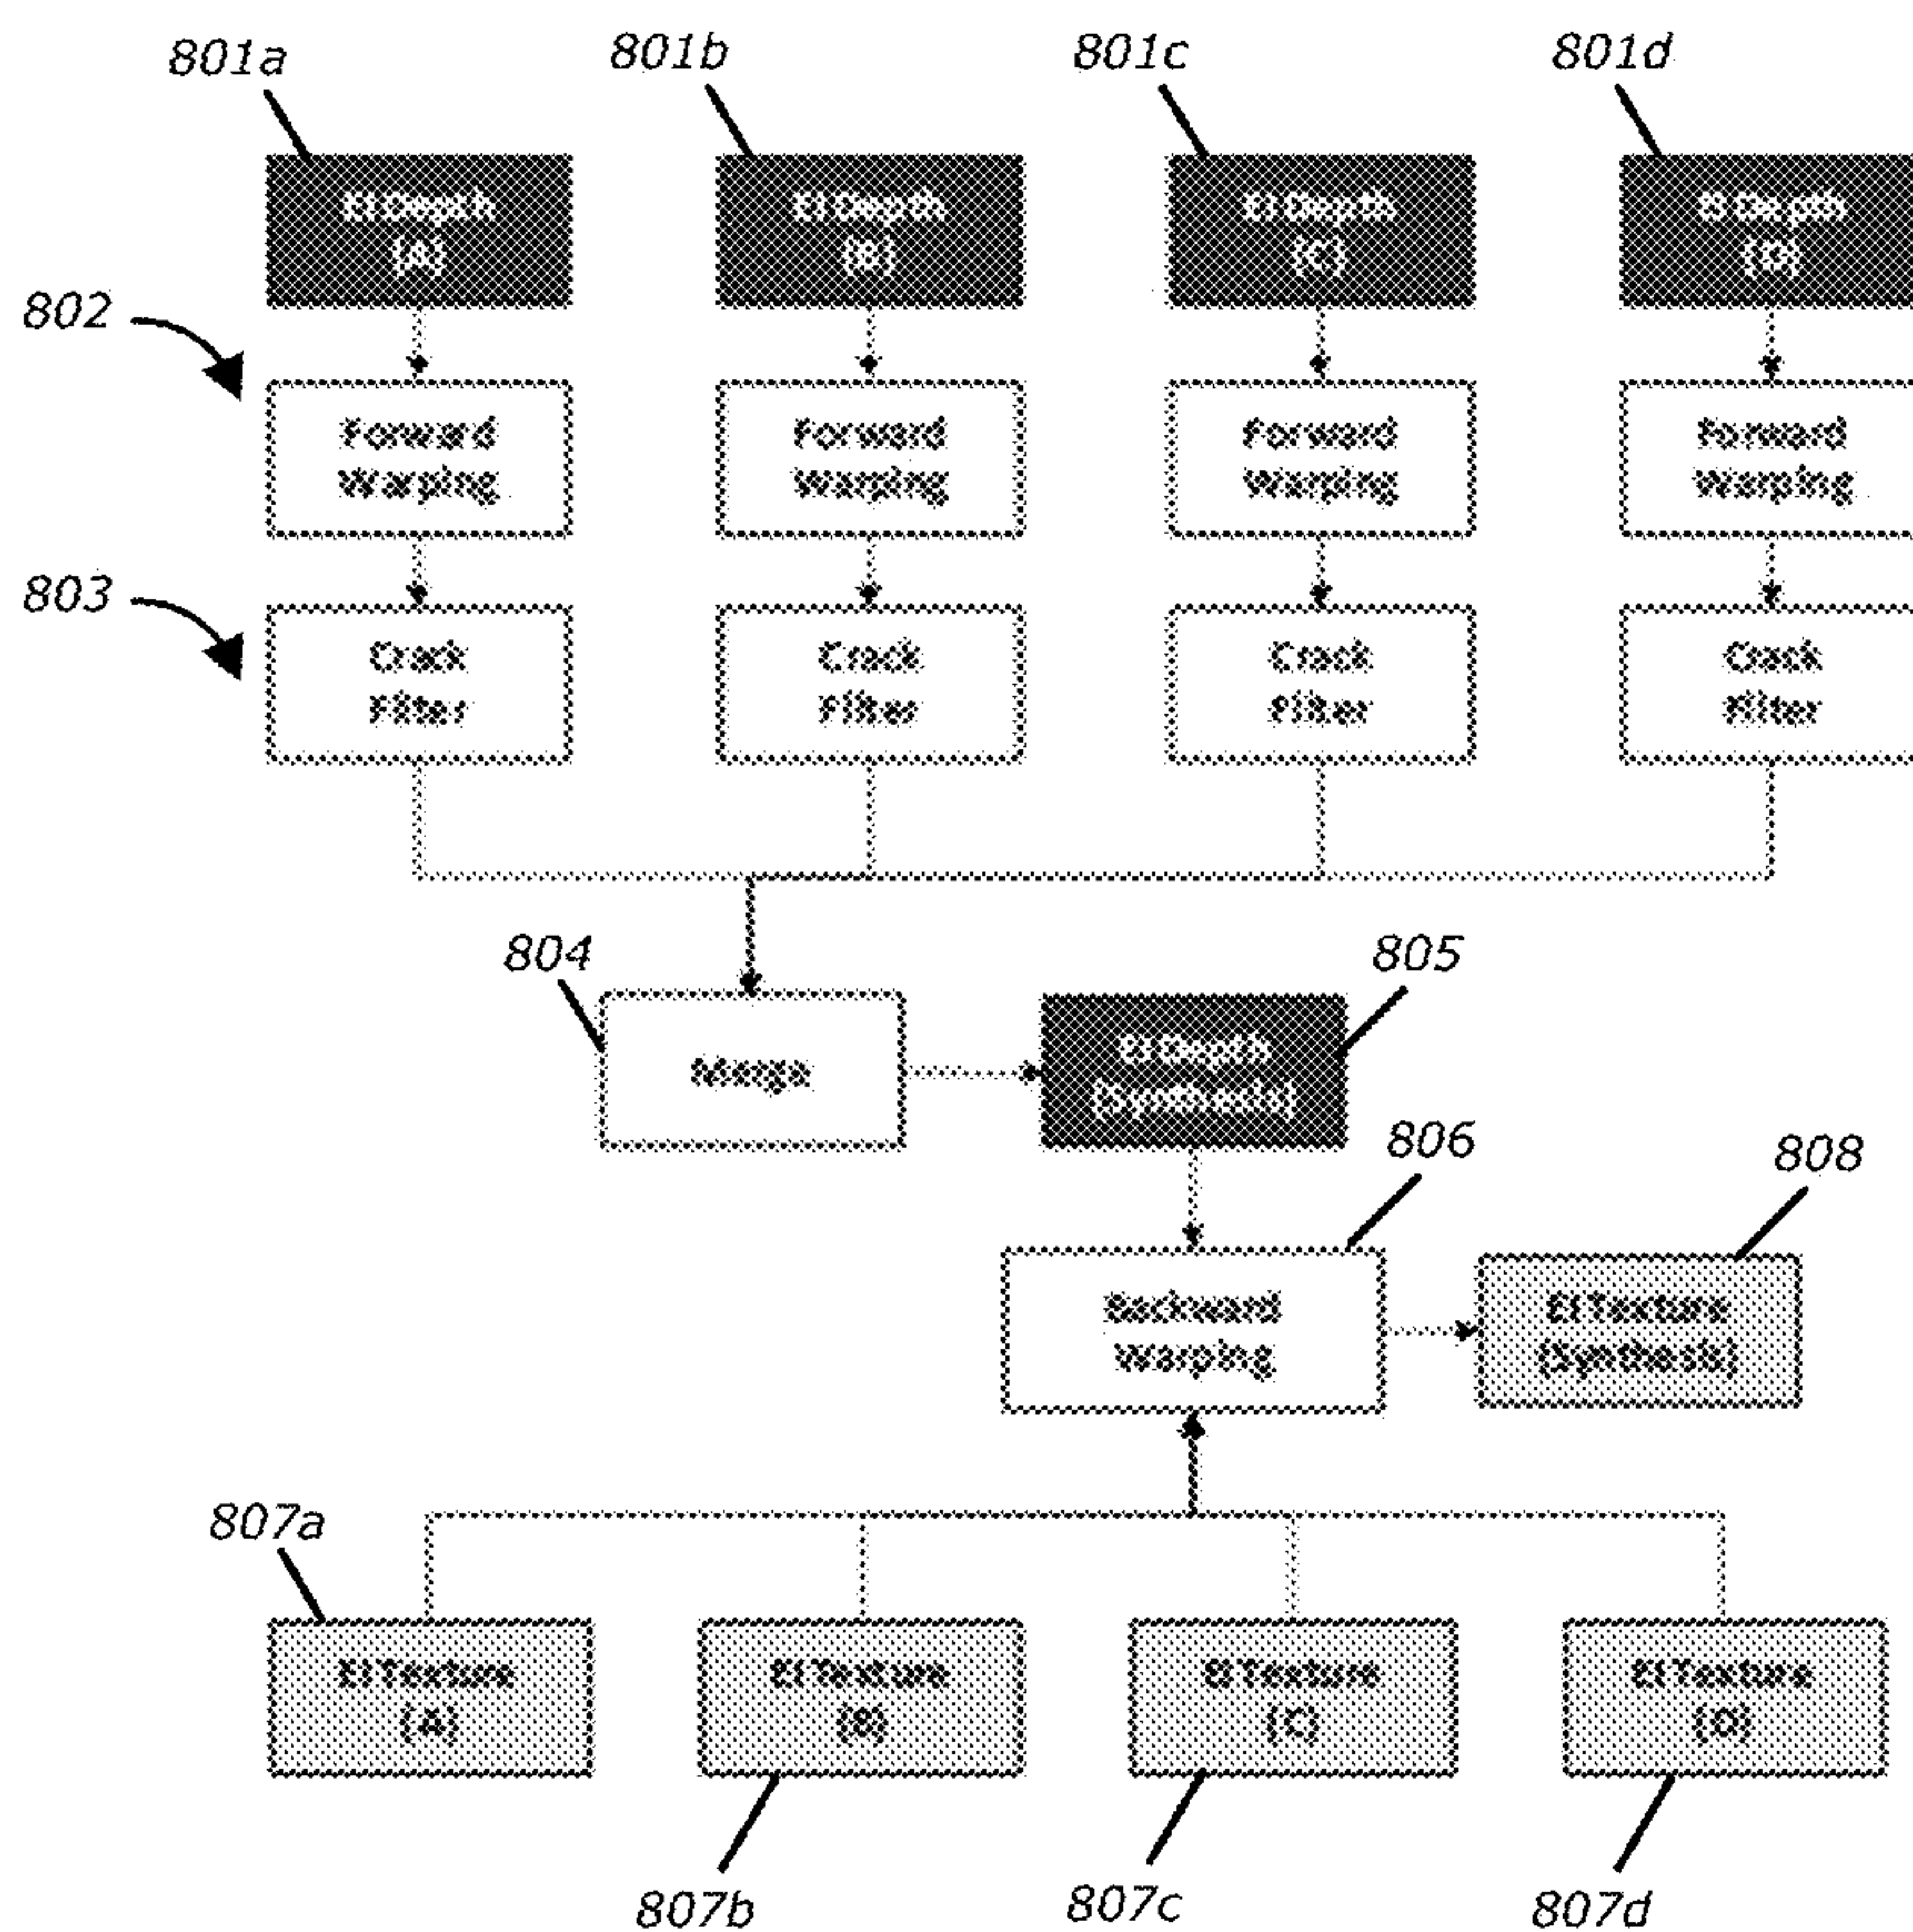 801a 801b 801c 801d
EI Depth EI Depth EI Depth EI Depth
(A) (B) (C) (D)
802
Forward Forward Forward Forward
Warping Warping Warping Warping
803
Crack Crack Crack Crack
Filter Filter Filter Filter
804 805
Merge EI Depth
(Synthesis)
806 808
Backward EI Texture
Warping (Synthesis)
807a
EI Texture EI Texture EI Texture EI Texture
(A) (B) (C) (D)
807b 807c 807d